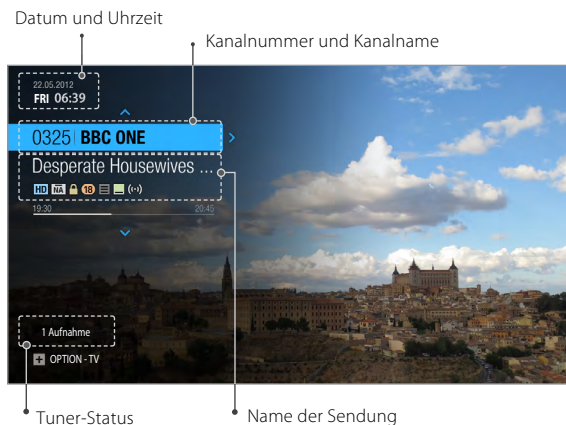 Datum und Uhrzeit
Kanalnummer und Kanalname
22.05.2012
FRI 06:39
0325 | BBC ONE
Desperate Housewives ...
HD NA 18
19:30 20:45
1 Aufnahme
+ OPTION - TV
Tuner-Status
Name der Sendung